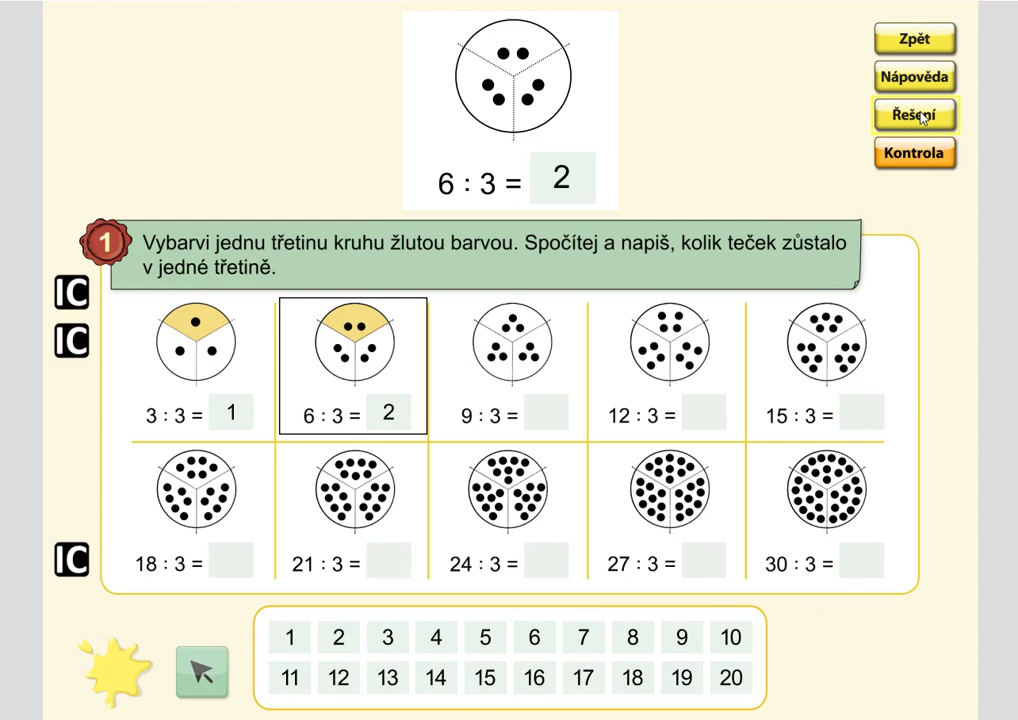 Zpět
Nápověda
Řešení
Kontrola
6 : 3 = 2
1 Vybarvi jednu třetinu kruhu žlutou barvou. Spočítej a napiš, kolik teček zůstalo
v jedné třetině.
IC
IC
3 : 3 = 1 6 : 3 = 2 9 : 3 = 12 : 3 = 15 : 3 =
18 : 3 = 21 : 3 = 24 : 3 = 27 : 3 = 30 : 3 =
IC
1 2 3 4 5 6 7 8 9 10
11 12 13 14 15 16 17 18 19 20